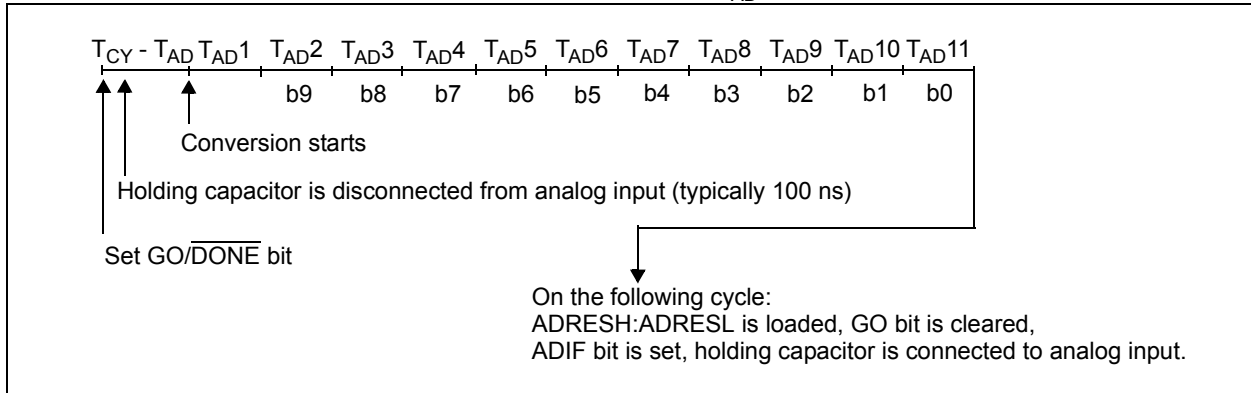 TCY - TAD TAD1 TAD2 TAD3 TAD4 TAD5 TAD6 TAD7 TAD8 TAD9 TAD10 TAD11
b9 b8 b7 b6 b5 b4 b3 b2 b1 b0
Conversion starts
Holding capacitor is disconnected from analog input (typically 100 ns)
Set GO/DONE bit
On the following cycle:
ADRESH:ADRESL is loaded, GO bit is cleared,
ADIF bit is set, holding capacitor is connected to analog input.